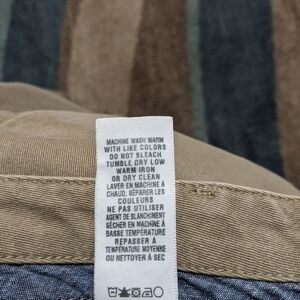 MACHINE WASH WARM
WITH LIKE COLORS
DO NOT BLEACH
TUMBLE DRY LOW
WARM IRON
OR DRY CLEAN
LAVER EN MACHINE À
CHAUD, SÉPARER LES
COULEURS
NE PAS UTILISER
AGENT DE BLANCHIMENT
SÉCHER EN MACHINE À
BASSE TEMPÉRATURE
REPASSER À
TEMPÉRATURE MOYENNE
OU NETTOYER À SEC